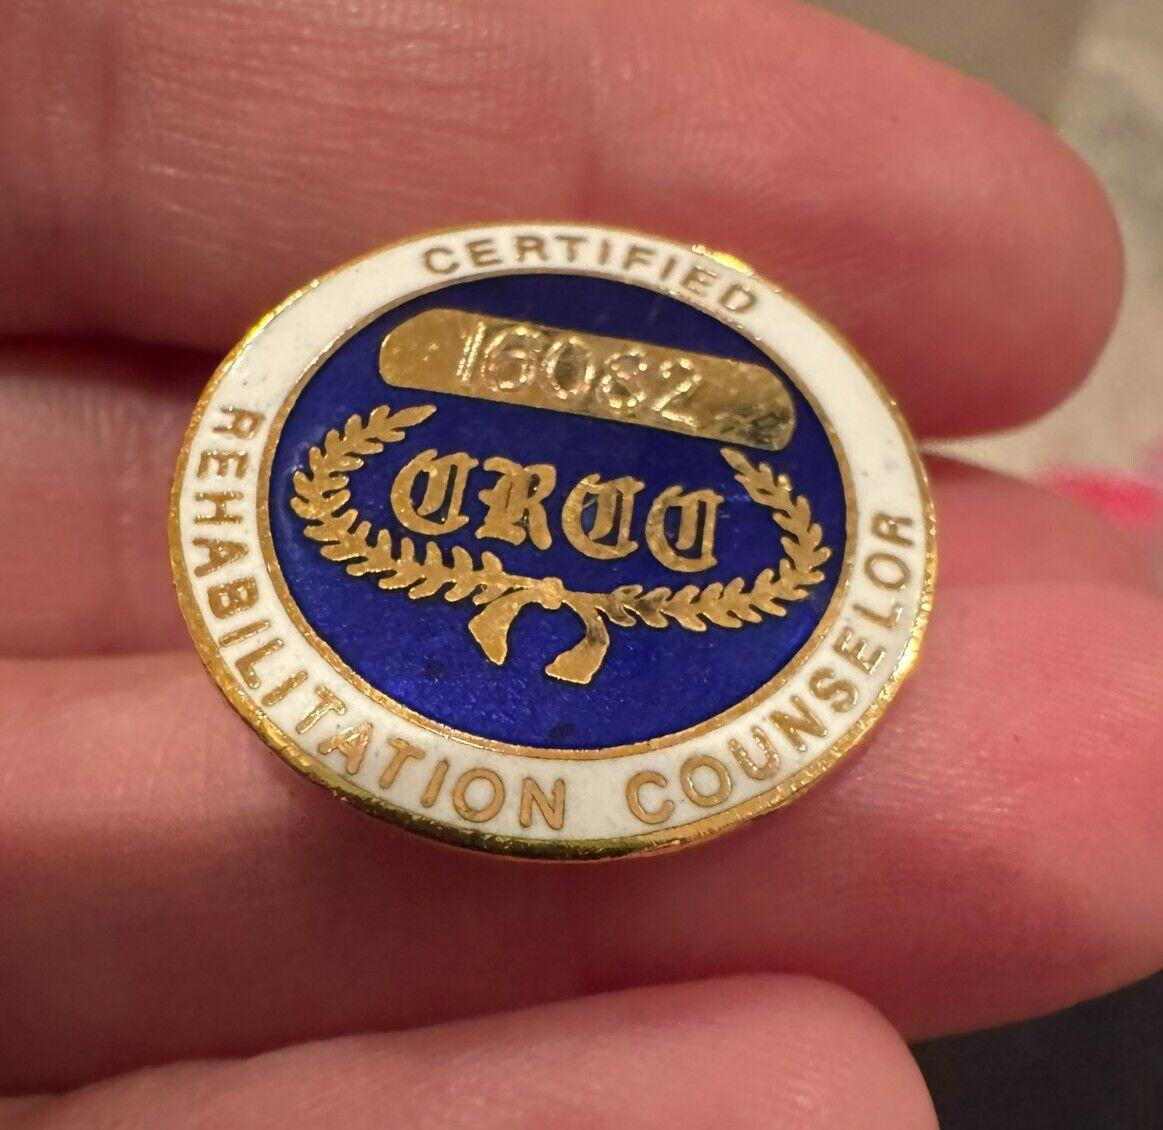 CERTIFIED
16082
CRCC
REHABILITATION COUNSELOR